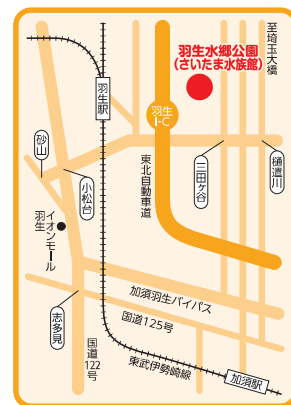 羽生水郷公園
(さいたま水族館)
至埼玉大橋
羽生駅
羽生
I・C
砂山
小松台
東北自動車道
三田ヶ谷
樋遣川
イオンモール
羽生
加須羽生バイパス
国道125号
志多見
国道122号
東武伊勢崎線
加須駅